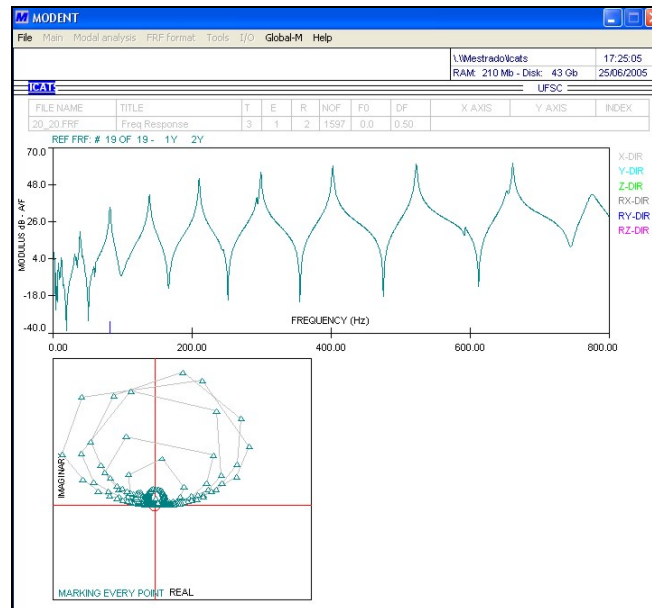 M MODENT
File Main Modal analysis FRF format Tools I/O Global-M Help
\.\Mestrado\Icats 17:25:05
RAM: 210 Mb - Disk: 43 Gb 25/06/2005
ICATS UFSC
FILE NAME TITLE T E R NOF F0 DF X AXIS Y AXIS INDEX
20_20.FRF Freq Response 3 1 2 1597 0.0 0.50
REF FRF: # 19 OF 19 - 1Y 2Y
70.0
48.0
26.0
4.0
-18.0
-40.0
MODULUS dB - A/F
X-DIR
Y-DIR
Z-DIR
RX-DIR
RY-DIR
RZ-DIR
FREQUENCY (Hz)
0.00 200.00 400.00 600.00 800.00
IMAGINARY
MARKING EVERY POINT REAL